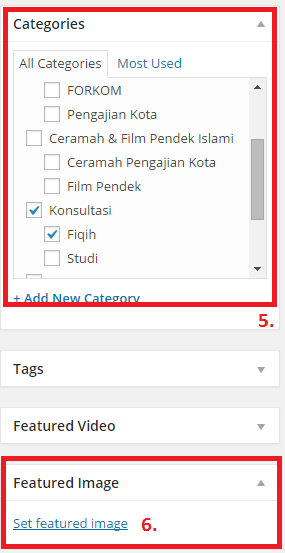 Categories
All Categories
Most Used
FORKOM
Pengajian Kota
Ceramah & Film Pendek Islami
Ceramah Pengajian Kota
Film Pendek
Konsultasi
Fiqih
Studi
+ Add New Category
5.
Tags
Featured Video
Featured Image
Set featured image
6.